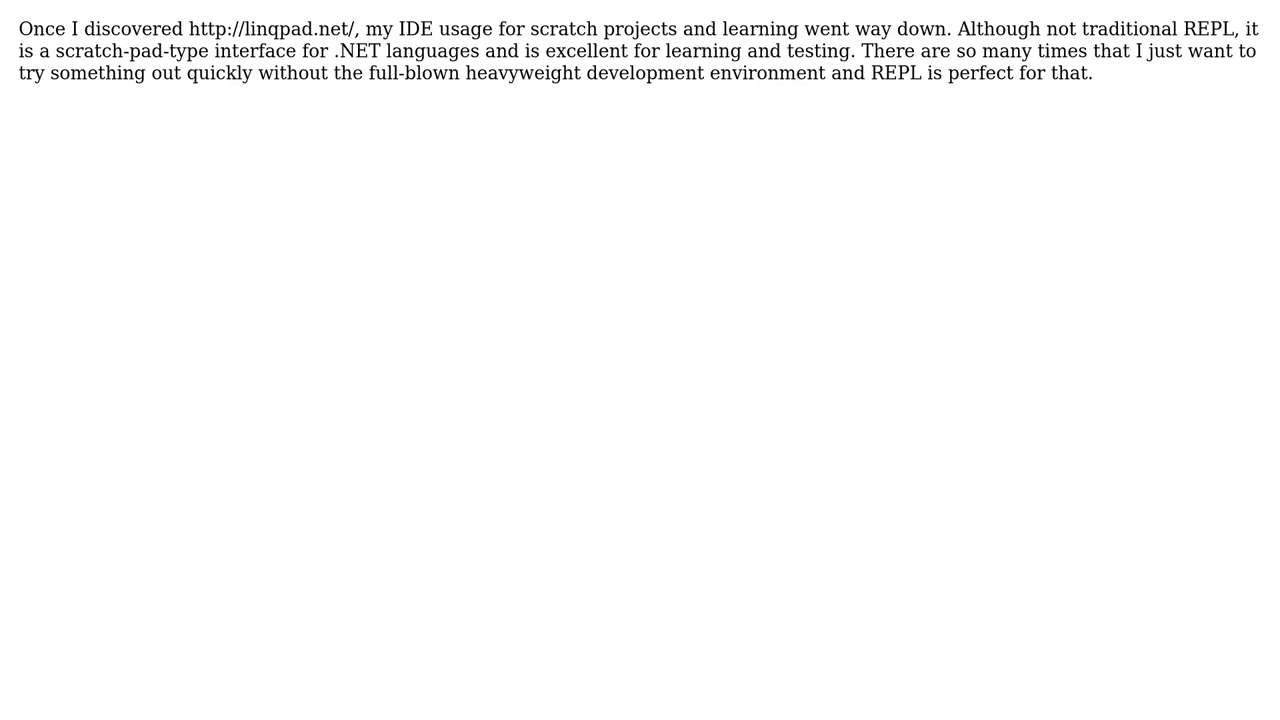 Once I discovered http://linqpad.net/, my IDE usage for scratch projects and learning went way down. Although not traditional REPL, it
is a scratch-pad-type interface for .NET languages and is excellent for learning and testing. There are so many times that I just want to
try something out quickly without the full-blown heavyweight development environment and REPL is perfect for that.